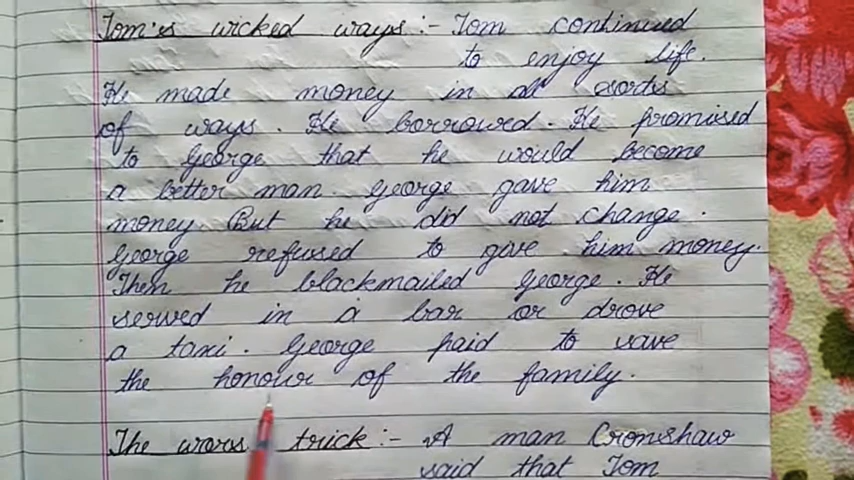 Tom's wicked ways :- Tom continued
to enjoy life.
He made money in all sorts
of ways. He borrowed. He promised
to George that he would become
a better man. George gave him
money But he did not change.
George refused to give him money.
Then he blackmailed George. He
served in a bar or drove
a taxi. George paid to save
the honour of the family.
The wors trick :- A man Cronshaw
said that Tom